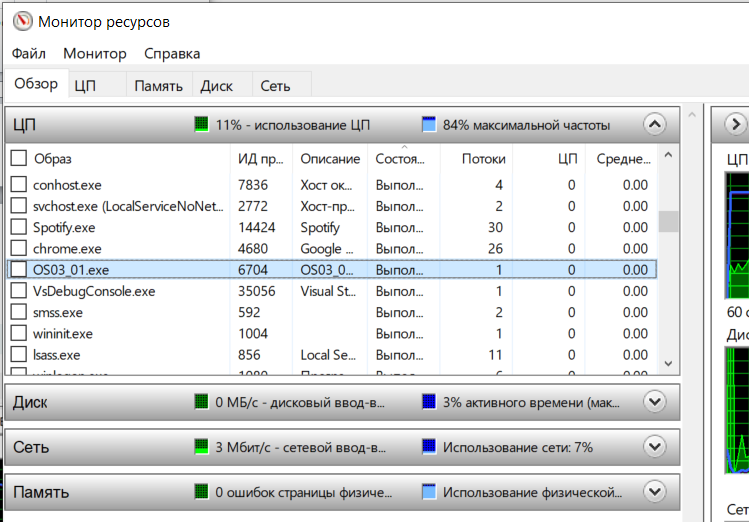 Монитор ресурсов
Файл Монитор Справка
Обзор ЦП Память Диск Сеть
ЦП 11% - использование ЦП 84% максимальной частоты
Образ ИД пр... Описание Состоя... Потоки ЦП Средне...
conhost.exe 7836 Хост ок... Выпол... 4 0 0.00
svchost.exe (LocalServiceNoNet... 2772 Хост-пр... Выпол... 2 0 0.00
Spotify.exe 14424 Spotify Выпол... 30 0 0.00
chrome.exe 4680 Google ... Выпол... 26 0 0.00
OS03_01.exe 6704 OS03_0... Выпол... 1 0 0.00
VsDebugConsole.exe 35056 Visual St... Выпол... 1 0 0.00
smss.exe 592 Выпол... 2 0 0.00
wininit.exe 1004 Выпол... 1 0 0.00
lsass.exe 856 Local Se... Выпол... 11 0 0.00
Диск 0 МБ/с - дисковый ввод-в... 3% активного времени (мак...
Сеть 3 Мбит/с - сетевой ввод-в... Использование сети: 7%
Память 0 ошибок страницы физиче... Использование физической...
ЦП
60 с
Дис
Сет